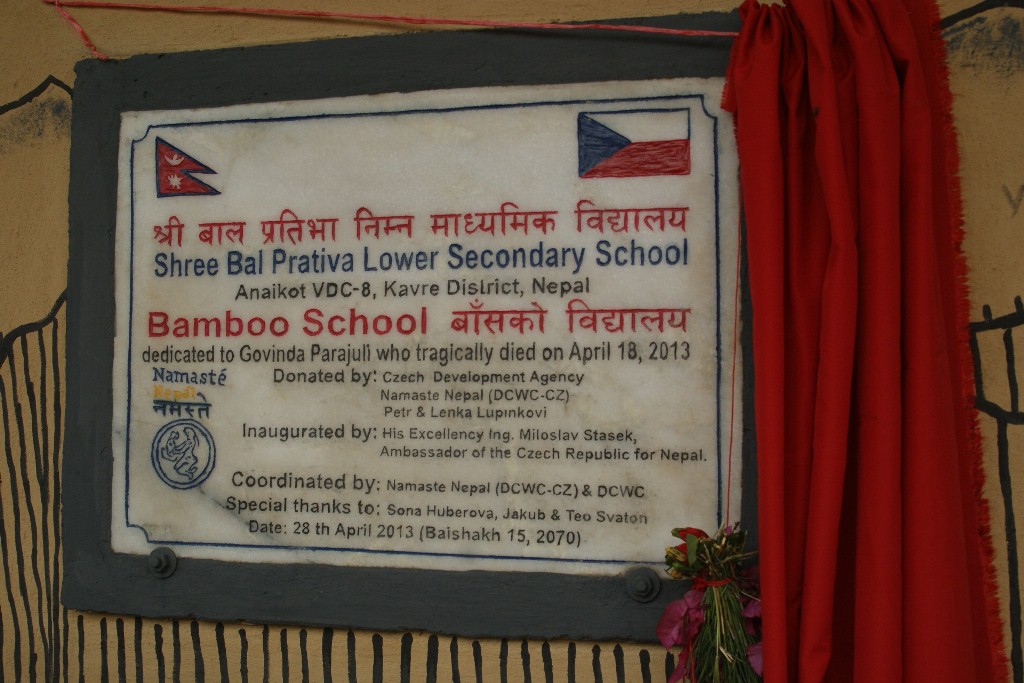 श्री बाल प्रतिभा निम्न माध्यमिक विद्यालय
Shree Bal Prativa Lower Secondary School
Anaikot VDC-8, Kavre District, Nepal
Bamboo School बाँसको विद्यालय
dedicated to Govinda Parajuli who tragically died on April 18, 2013
Namasté
Nepál
नमस्ते
Donated by: Czech Development Agency
Namaste Nepal (DCWC-CZ)
Petr & Lenka Lupinkovi
Inaugurated by: His Excellency Ing. Miloslav Stasek,
Ambassador of the Czech Republic for Nepal.
Coordinated by: Namaste Nepal (DCWC-CZ) & DCWC
Special thanks to: Sona Huberova, Jakub & Teo Svaton
Date: 28 th April 2013 (Baishakh 15, 2070)